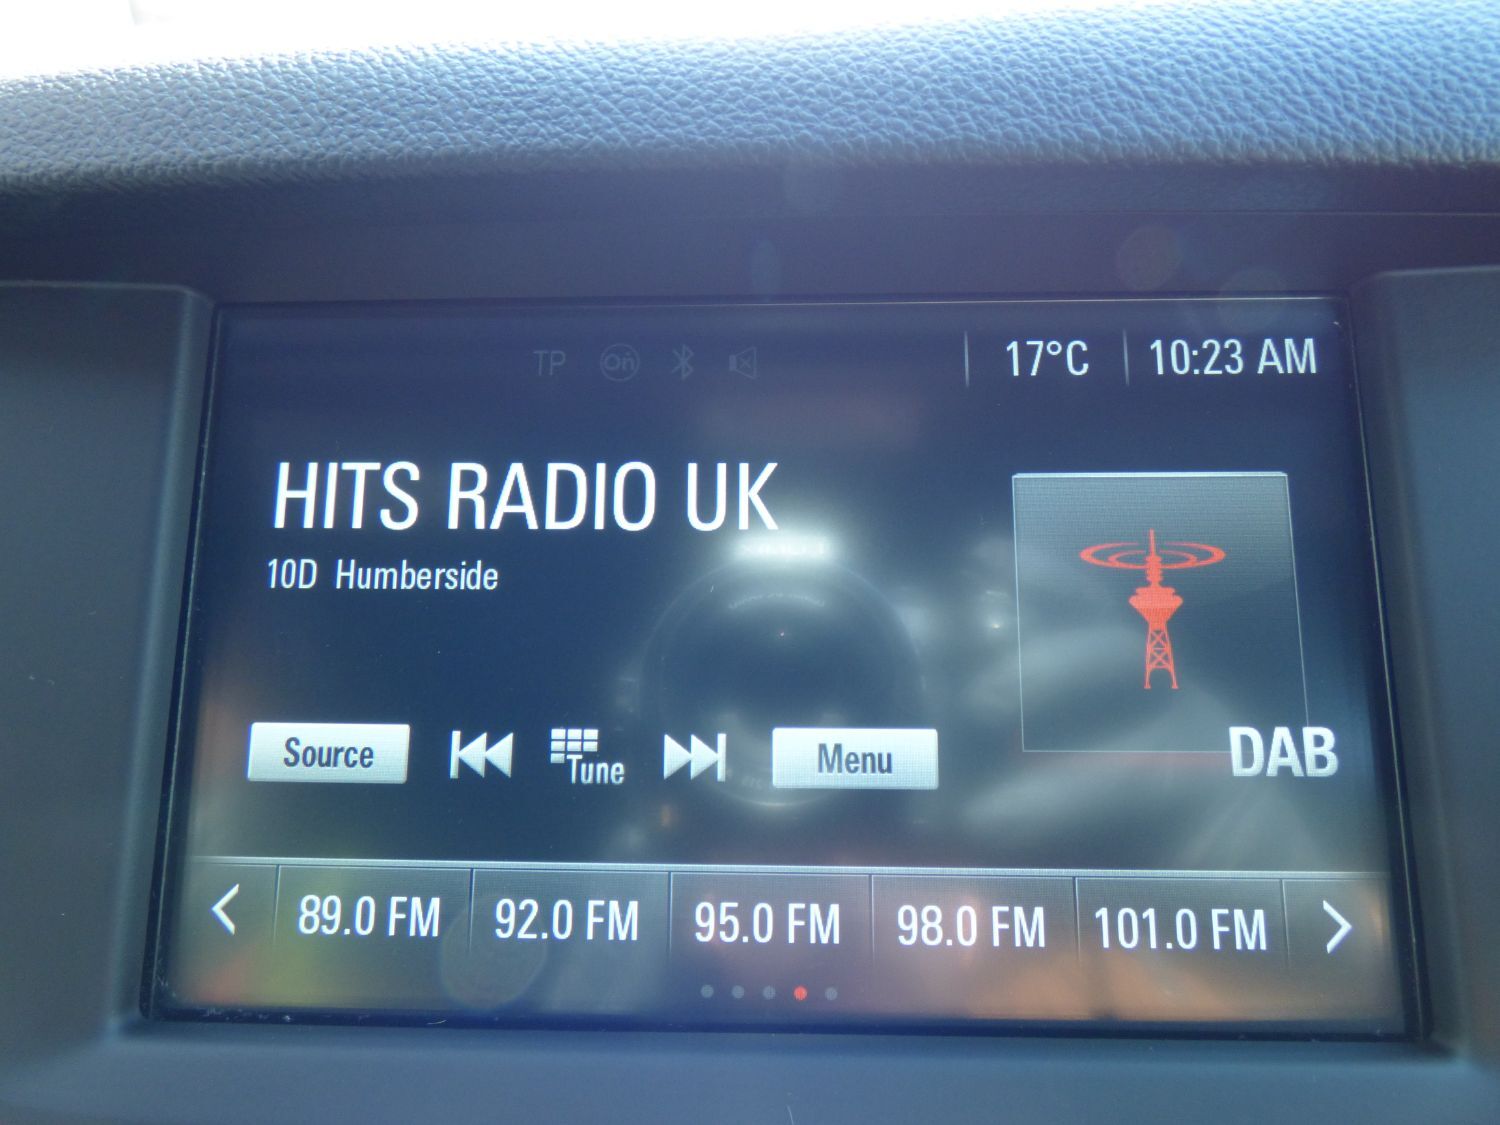 TP On 17°C 10:23 AM
HITS RADIO UK
10D Humberside
Source Tune Menu
DAB
89.0 FM 92.0 FM 95.0 FM 98.0 FM 101.0 FM